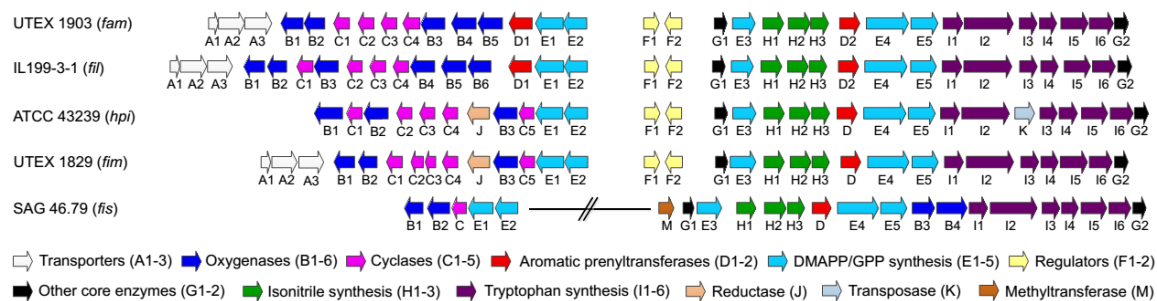 UTEX 1903 (fam)
A1 A2 A3 B1 B2 C1 C2 C3 C4 B3 B4 B5 D1 E1 E2 F1 F2 G1 E3 H1 H2 H3 D2 E4 E5 I1 I2 I3 I4 I5 I6 G2
IL199-3-1 (fil)
A1 A2 A3 B1 B2 C1 B3 C2 C3 C4 B4 B5 B6 D1 E1 E2 F1 F2 G1 E3 H1 H2 H3 D2 E4 E5 I1 I2 I3 I4 I5 I6 G2
ATCC 43239 (hpi)
B1 C1 B2 C2 C3 C4 J B3 C5 E1 E2 F1 F2 G1 E3 H1 H2 H3 D E4 E5 I1 I2 K I3 I4 I5 I6 G2
UTEX 1829 (fim)
A1 A2 A3 B1 B2 C1 C2 C3 C4 J B3 C5 E1 E2 F1 F2 G1 E3 H1 H2 H3 D E4 E5 I1 I2 I3 I4 I5 I6 G2
SAG 46.79 (fis)
B1 B2 C E1 E2 M G1 E3 H1 H2 H3 D E4 E5 B3 B4 I1 I2 I3 I4 I5 I6 G2
Transporters (A1-3) Oxygenases (B1-6) Cyclases (C1-5) Aromatic prenyltransferases (D1-2) DMAPP/GPP synthesis (E1-5) Regulators (F1-2)
Other core enzymes (G1-2) Isonitrile synthesis (H1-3) Tryptophan synthesis (I1-6) Reductase (J) Transposase (K) Methyltransferase (M)